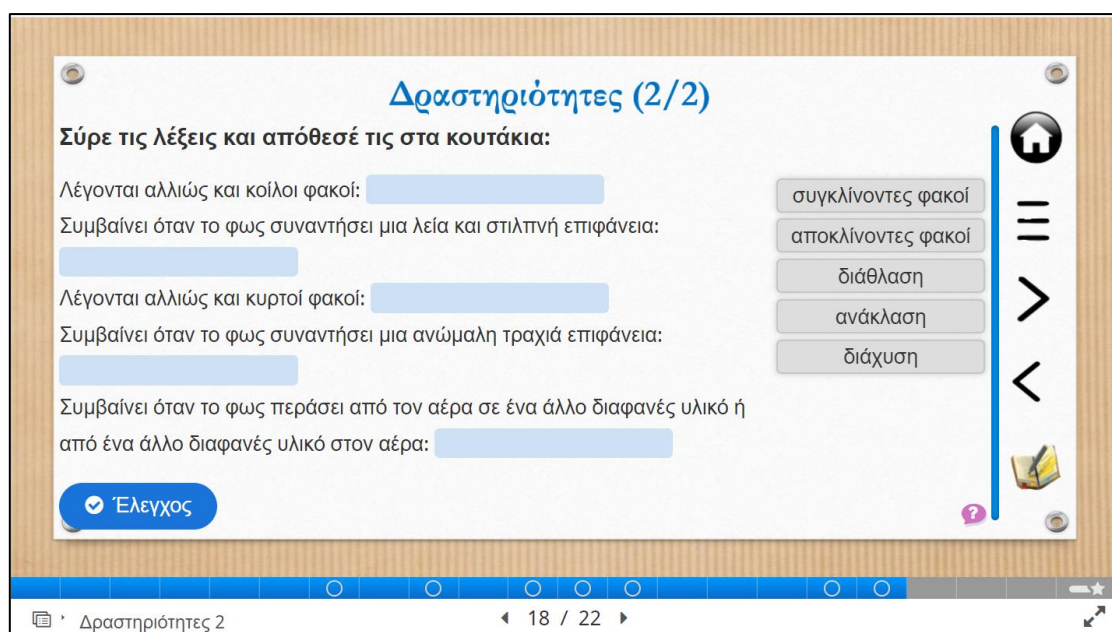 Δραστηριότητες (2/2)
Σύρε τις λέξεις και απόθεσέ τις στα κουτάκια:
Λέγονται αλλιώς και κοίλοι φακοί:
Συμβαίνει όταν το φως συναντήσει μια λεία και στιλπνή επιφάνεια:
Λέγονται αλλιώς και κυρτοί φακοί:
Συμβαίνει όταν το φως συναντήσει μια ανώμαλη τραχιά επιφάνεια:
Συμβαίνει όταν το φως περάσει από τον αέρα σε ένα άλλο διαφανές υλικό ή
από ένα άλλο διαφανές υλικό στον αέρα:
συγκλίνοντες φακοί
αποκλίνοντες φακοί
διάθλαση
ανάκλαση
διάχυση
Έλεγχος
?
Δραστηριότητες 2
18 / 22